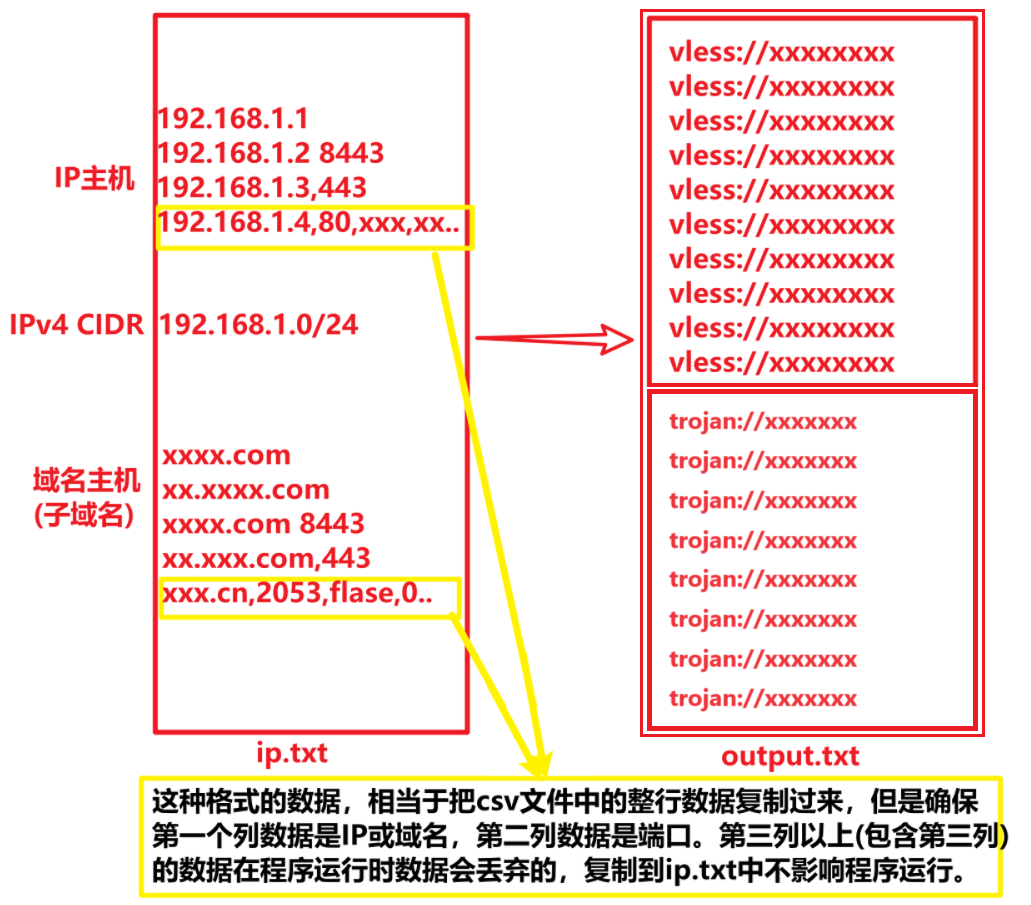 IP主机
192.168.1.1
192.168.1.2 8443
192.168.1.3,443
192.168.1.4,80,xxx,xx..
IPv4 CIDR
192.168.1.0/24
域名主机
(子域名)
xxxx.com
xx.xxxx.com
xxxx.com 8443
xx.xxx.com,443
xxx.cn,2053,flase,0..
ip.txt
vless://xxxxxxxx
vless://xxxxxxxx
vless://xxxxxxxx
vless://xxxxxxxx
vless://xxxxxxxx
vless://xxxxxxxx
vless://xxxxxxxx
vless://xxxxxxxx
vless://xxxxxxxx
vless://xxxxxxxx
trojan://xxxxxxx
trojan://xxxxxxx
trojan://xxxxxxx
trojan://xxxxxxx
trojan://xxxxxxx
trojan://xxxxxxx
trojan://xxxxxxx
trojan://xxxxxxx
output.txt
这种格式的数据，相当于把csv文件中的整行数据复制过来，但是确保
第一个列数据是IP或域名，第二列数据是端口。第三列以上(包含第三列)
的数据在程序运行时数据会丢弃的，复制到ip.txt中不影响程序运行。